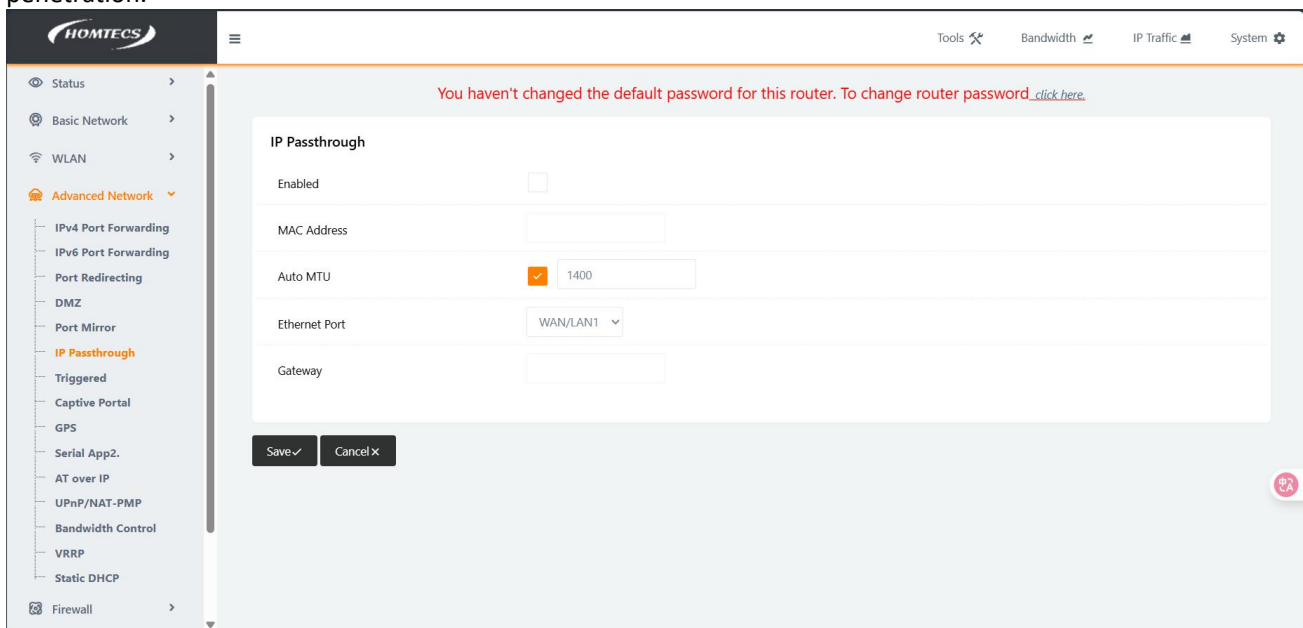 penetration.
HOMTECS
Tools Bandwidth IP Traffic System
You haven't changed the default password for this router. To change router password click here.
Status
Basic Network
WLAN
Advanced Network
IPv4 Port Forwarding
IPv6 Port Forwarding
Port Redirecting
DMZ
Port Mirror
IP Passthrough
Triggered
Captive Portal
GPS
Serial App2.
AT over IP
UPnP/NAT-PMP
Bandwidth Control
VRRP
Static DHCP
Firewall
IP Passthrough
Enabled
MAC Address
Auto MTU 1400
Ethernet Port WAN/LAN1
Gateway
Save Cancel
中A